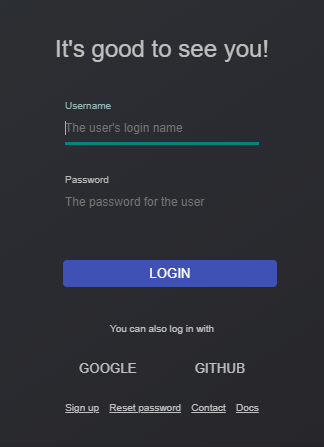 It's good to see you!
Username
The user's login name
Password
The password for the user
LOGIN
You can also log in with
GOOGLE GITHUB
Sign up Reset password Contact Docs